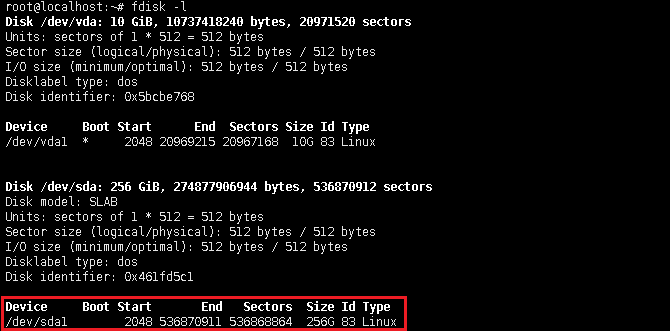 root@localhost:~# fdisk -l
Disk /dev/vda: 10 GiB, 10737418240 bytes, 20971520 sectors
Units: sectors of 1 * 512 = 512 bytes
Sector size (logical/physical): 512 bytes / 512 bytes
I/O size (minimum/optimal): 512 bytes / 512 bytes
Disklabel type: dos
Disk identifier: 0x5bcbe768
Device Boot Start End Sectors Size Id Type
/dev/vda1 * 2048 20969215 20967168 10G 83 Linux
Disk /dev/sda: 256 GiB, 274877906944 bytes, 536870912 sectors
Disk model: SLAB
Units: sectors of 1 * 512 = 512 bytes
Sector size (logical/physical): 512 bytes / 512 bytes
I/O size (minimum/optimal): 512 bytes / 512 bytes
Disklabel type: dos
Disk identifier: 0x461fd5c1
Device Boot Start End Sectors Size Id Type
/dev/sda1 2048 536870911 536868864 256G 83 Linux